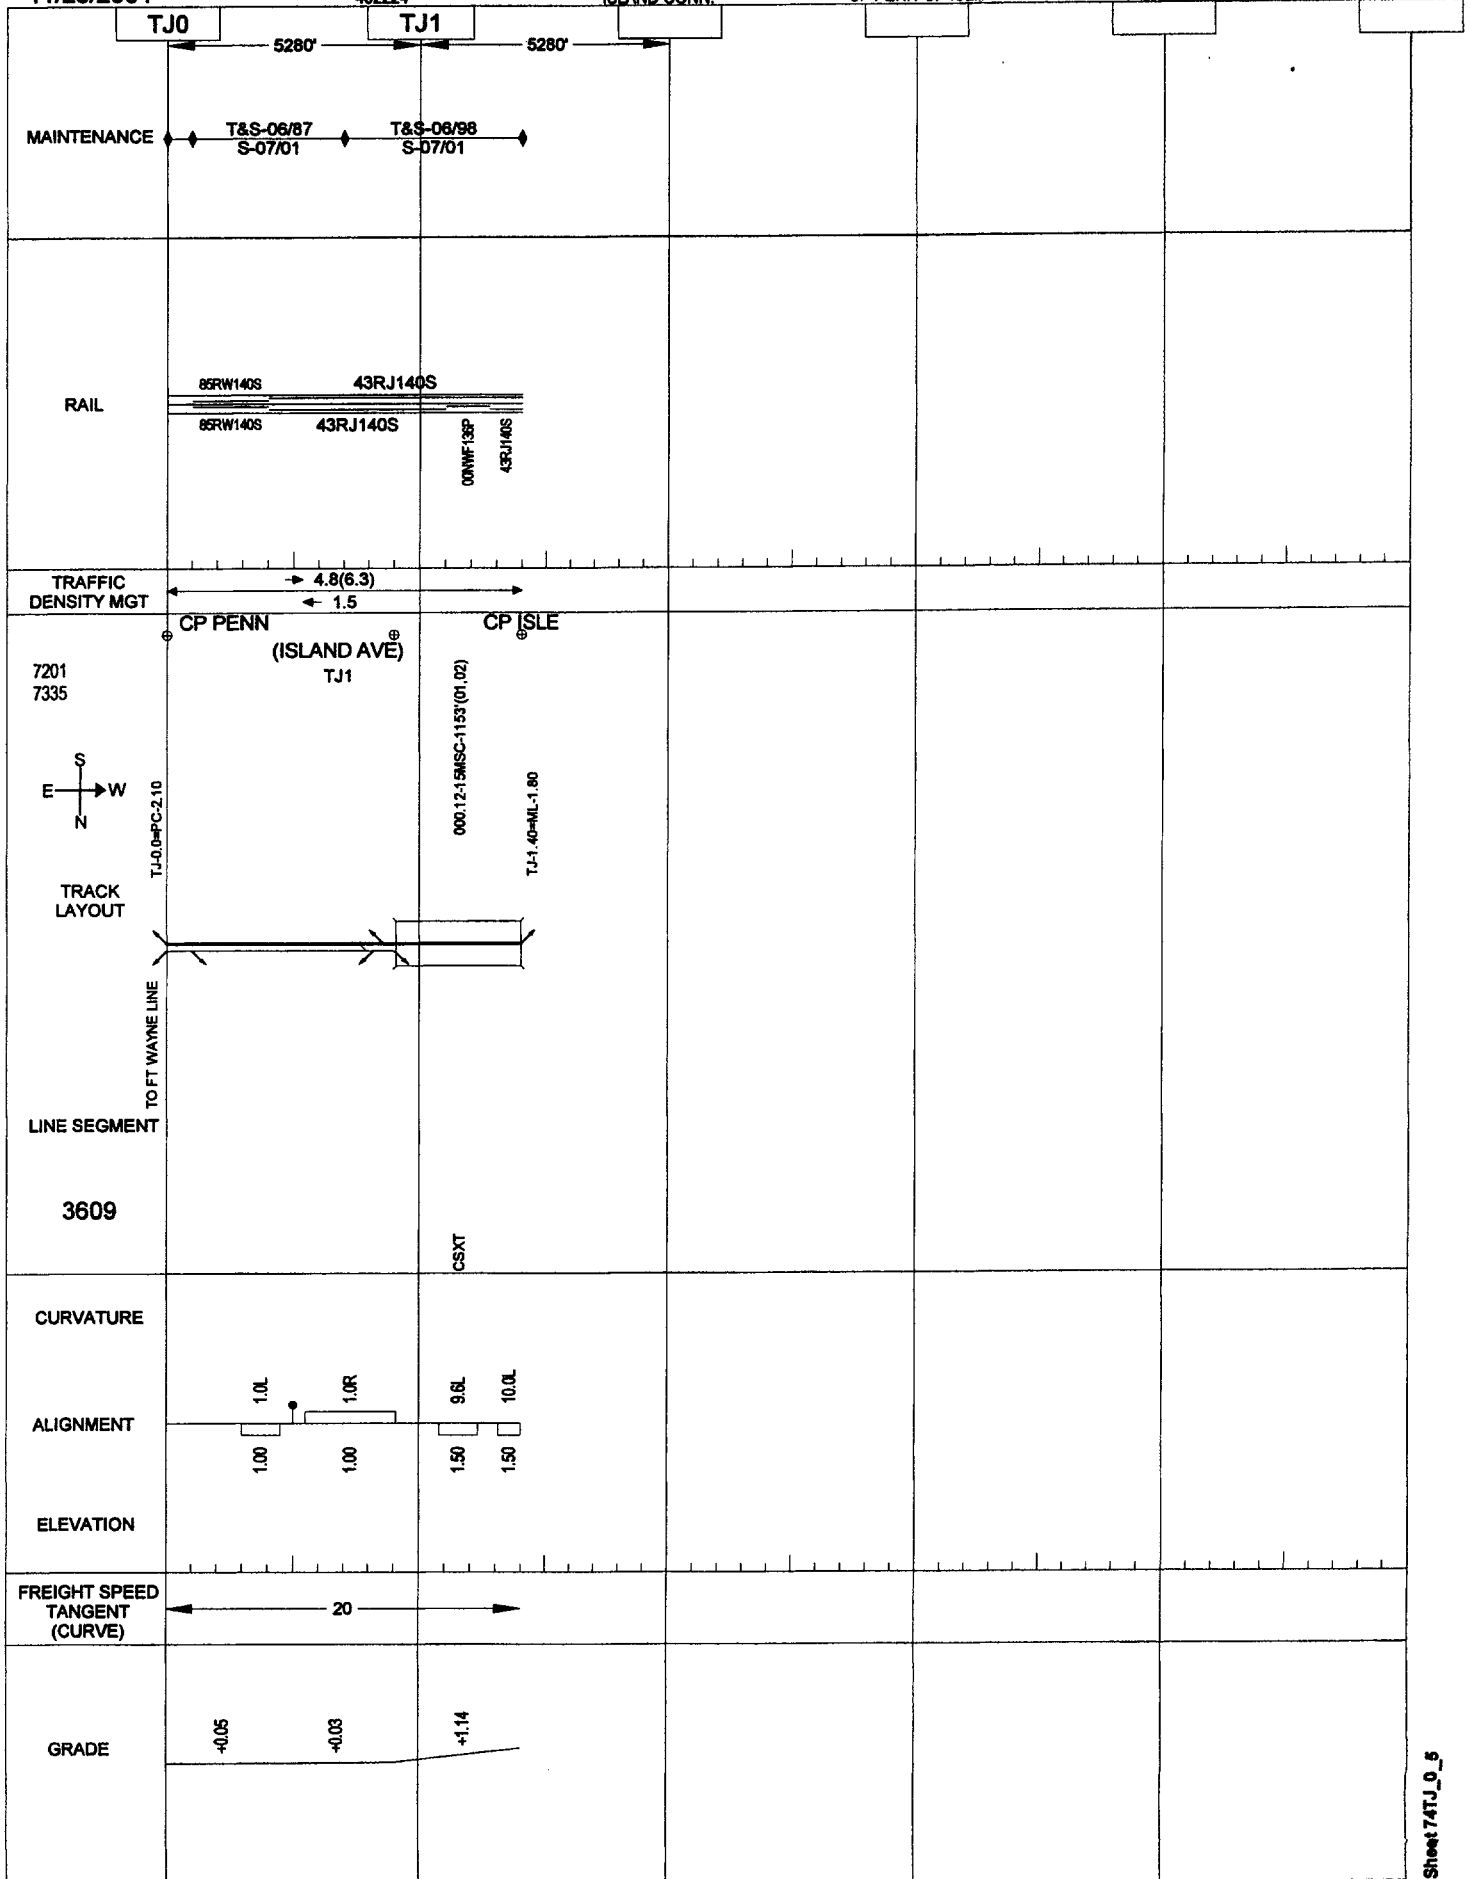 TJ0
TJ1
5280'
5280'
MAINTENANCE
T&S-06/87
S-07/01
T&S-06/98
S-07/01
RAIL
85RW140S
43RJ140S
85RW140S
43RJ140S
00NWF136P
43RJ140S
TRAFFIC
DENSITY MGT
4.8(6.3)
1.5
CP PENN
(ISLAND AVE)
TJ1
CP ISLE
7201
7335
S
E
W
N
TJ-0.0=PC-2.10
000.12-15MSC-1153'(01,02)
TJ-1.40=ML-1.80
TRACK
LAYOUT
TO FT WAYNE LINE
LINE SEGMENT
3609
CSXT
CURVATURE
1.0L
1.0R
9.6L
10.0L
ALIGNMENT
1.00
1.00
1.50
1.50
ELEVATION
FREIGHT SPEED
TANGENT
(CURVE)
20
GRADE
+0.05
+0.03
+1.14
Sheet 74TJ_0_5